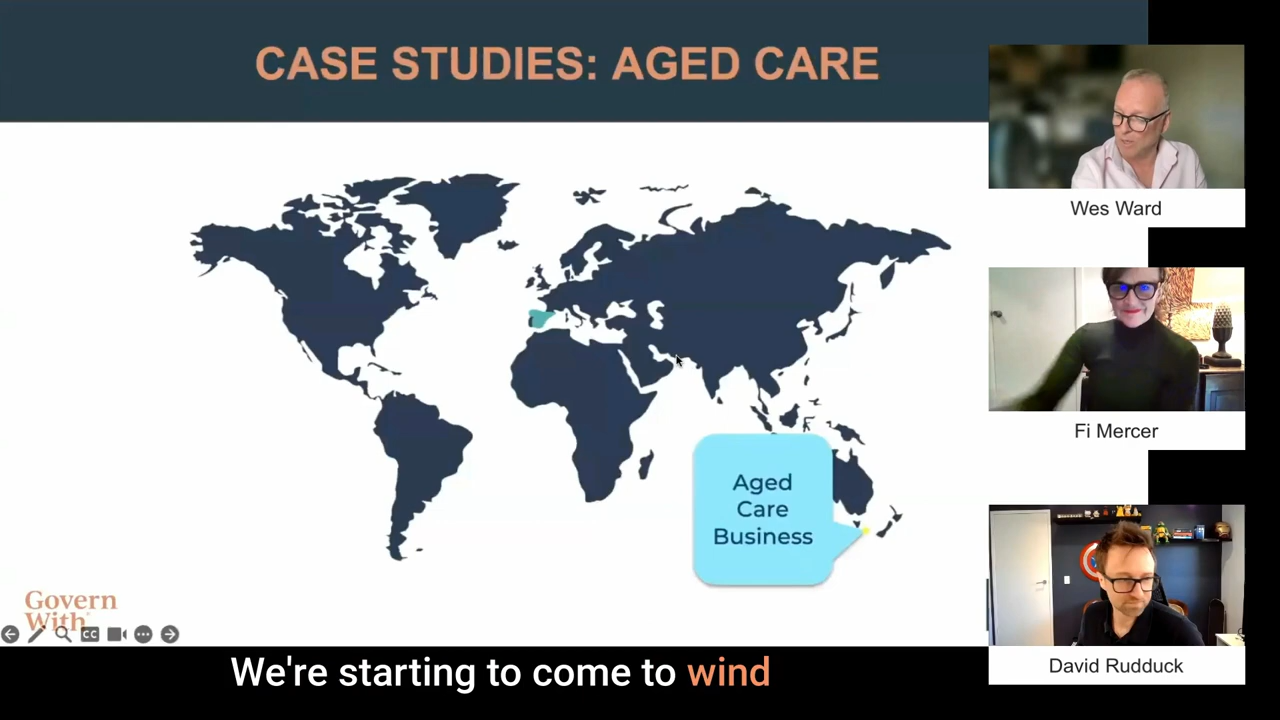 CASE STUDIES: AGED CARE
Wes Ward
Fi Mercer
Aged
Care
Business
Govern
With
CC
David Rudduck
We're starting to come to wind